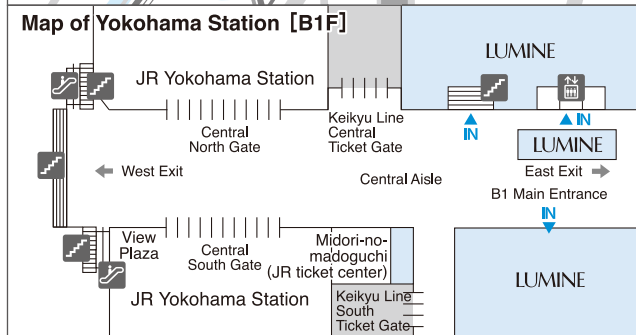 Map of Yokohama Station [B1F]
LUMINE
JR Yokohama Station
Central
North Gate
Keikyu Line
Central
Ticket Gate
IN
IN
LUMINE
West Exit
Central Aisle
East Exit
B1 Main Entrance
IN
View
Plaza
Central
South Gate
Midori-no-
madoguchi
(JR ticket center)
LUMINE
JR Yokohama Station
Keikyu Line
South
Ticket Gate